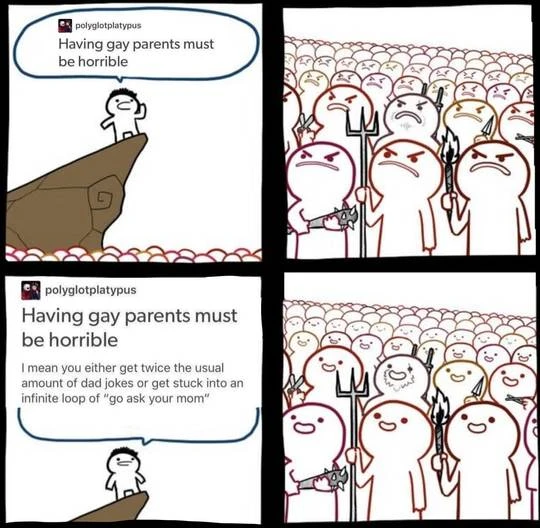 polyglotplatypus
Having gay parents must
be horrible
polyglotplatypus
Having gay parents must
be horrible
I mean you either get twice the usual
amount of dad jokes or get stuck into an
infinite loop of "go ask your mom"